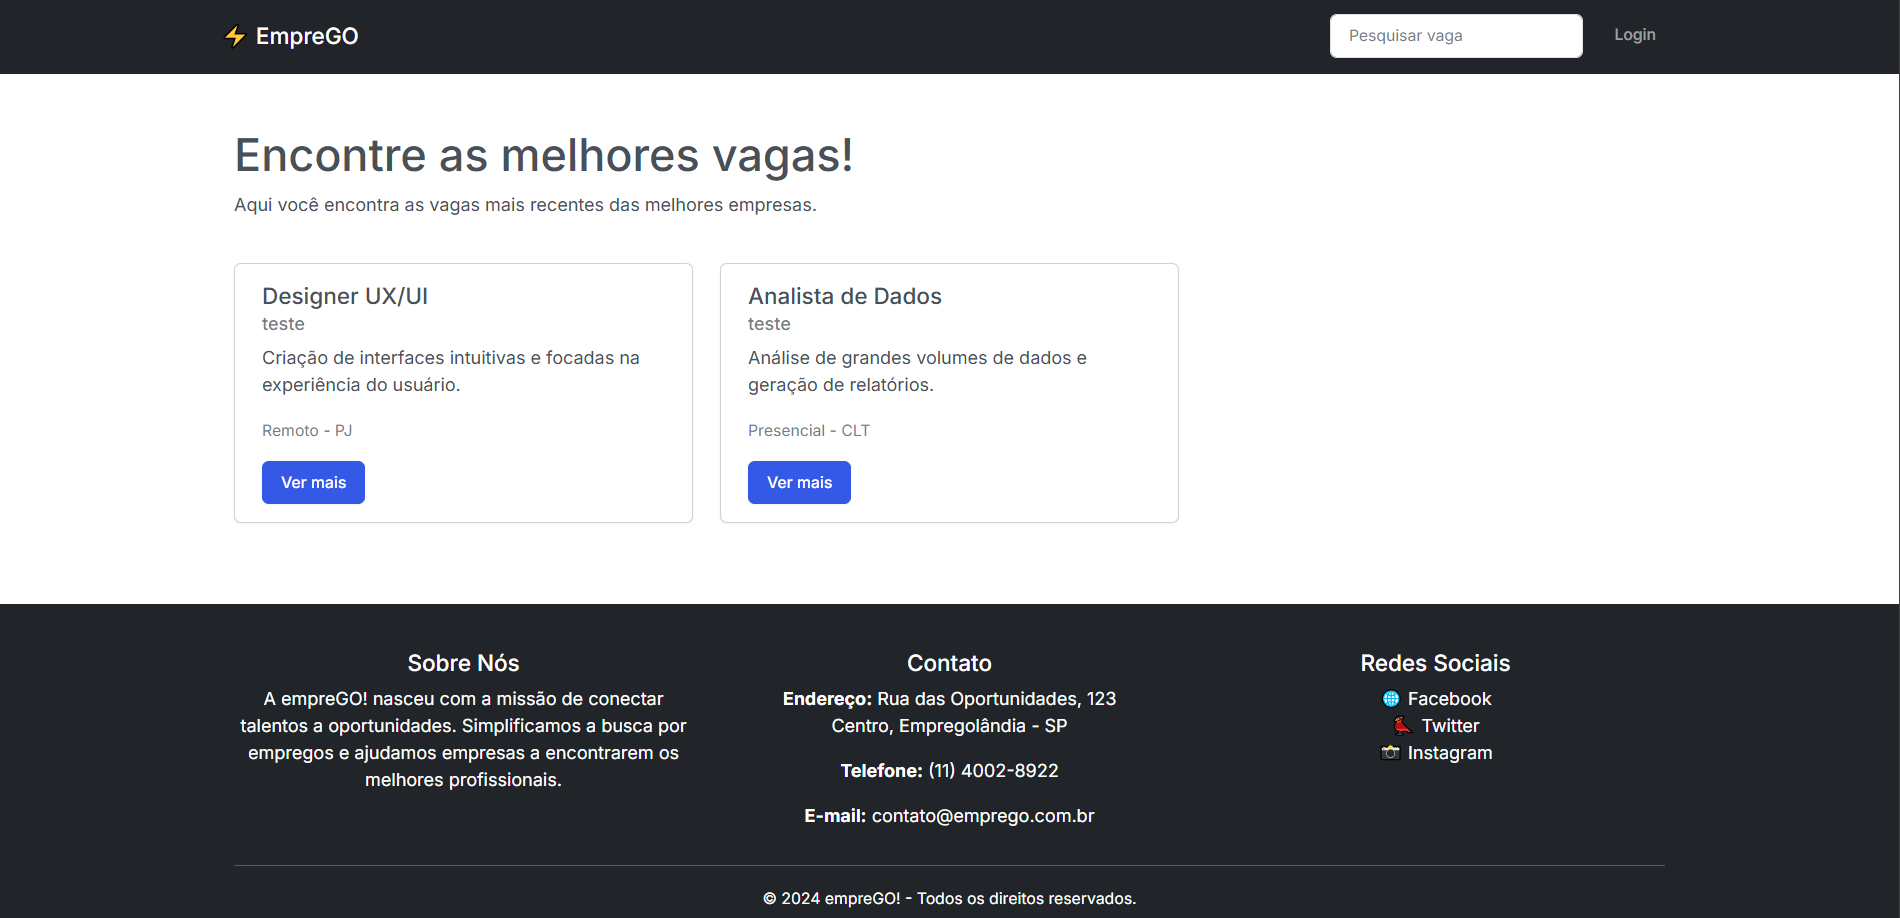 EmpreGO
Pesquisar vaga
Login
Encontre as melhores vagas!
Aqui você encontra as vagas mais recentes das melhores empresas.
Designer UX/UI
teste
Criação de interfaces intuitivas e focadas na
experiência do usuário.
Remoto - PJ
Ver mais
Analista de Dados
teste
Análise de grandes volumes de dados e
geração de relatórios.
Presencial - CLT
Ver mais
Sobre Nós
A empreGO! nasceu com a missão de conectar
talentos a oportunidades. Simplificamos a busca por
empregos e ajudamos empresas a encontrarem os
melhores profissionais.
Contato
Endereço: Rua das Oportunidades, 123
Centro, Empregolândia - SP
Telefone: (11) 4002-8922
E-mail: contato@emprego.com.br
Redes Sociais
Facebook
Twitter
Instagram
© 2024 empreGO! - Todos os direitos reservados.